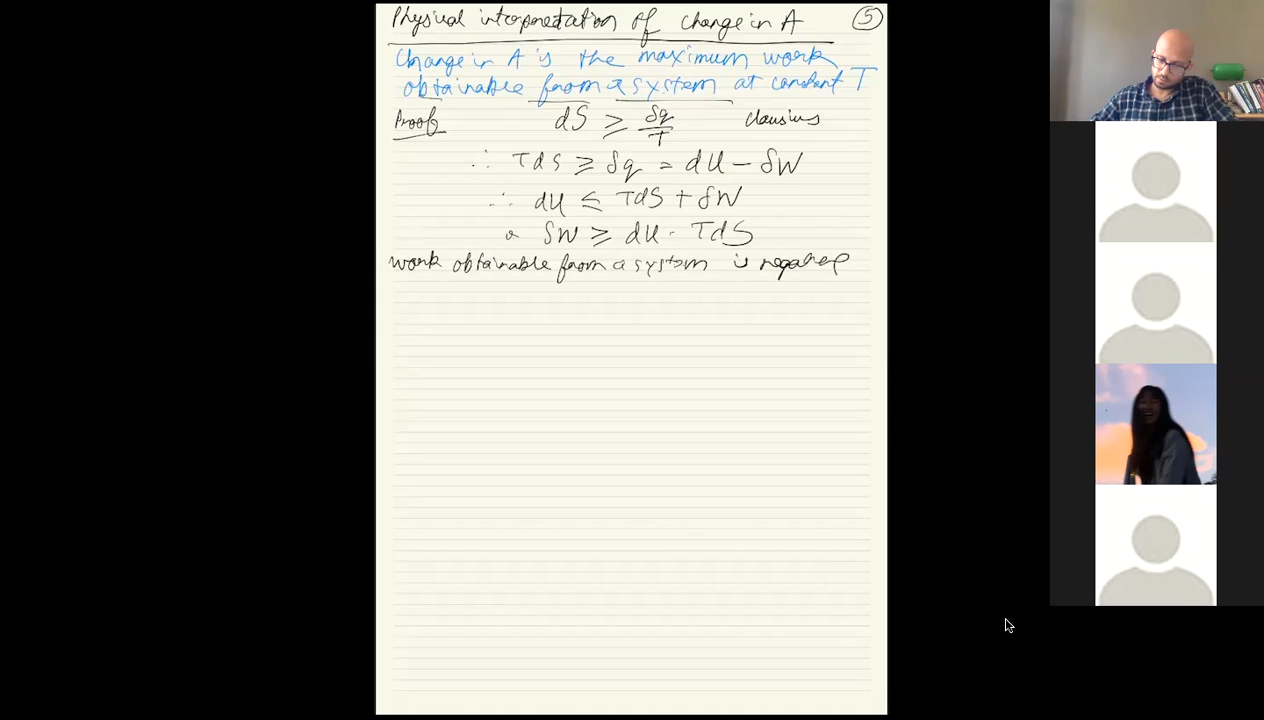 Physical interpretation of change in A ⑤
Change in A is the maximum work
obtainable from a system at constant T
Proof dS ≥ δq/T Clausius
∴ TdS ≥ δq = dU - δW
∴ dU ≤ TdS + δW
or δW ≥ dU - TdS
work obtainable from a system is negative